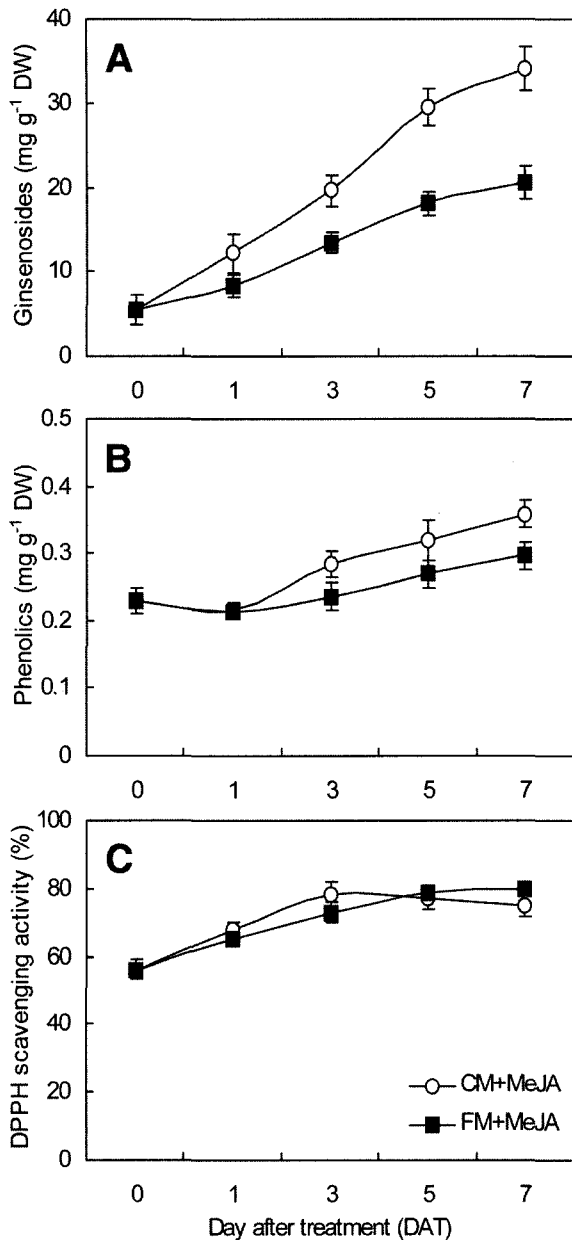 A
Ginsenosides (mg g-1 DW)
40
30
20
10
0
0 1 3 5 7
B
Phenolics (mg g-1 DW)
0.5
0.4
0.3
0.2
0.1
0
0 1 3 5 7
C
DPPH scavenging activity (%)
100
80
60
40
20
0
CM+MeJA
FM+MeJA
0 1 3 5 7
Day after treatment (DAT)